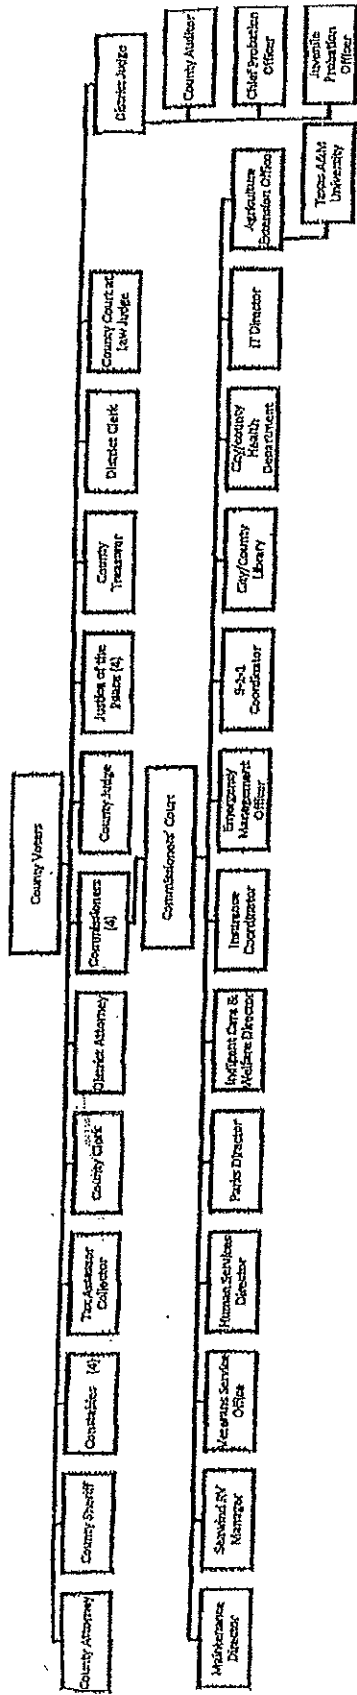 County Voters
County Attorney
County Sheriff
Constables (4)
Tax Assessor
Collector
County Clerk
District Attorney
Commissioners
(4)
County Judge
Justice of the
Peace (4)
County
Treasurer
District Clerk
County Court at
Law Judge
District Judge
County Auditor
Chief Probation
Officer
Juvenile
Probation
Officer
Commissioners' Court
Maintenance
Director
Seawind RV
Manager
Veterans Service
Office
Human Services
Director
Parks Director
Indigent Care &
Welfare Director
Insurance
Coordinator
Emergency
Management
Officer
9-1-1
Coordinator
City/County
Library
City/county
Health
Department
IT Director
Agriculture
Extension Office
Texas A&M
University